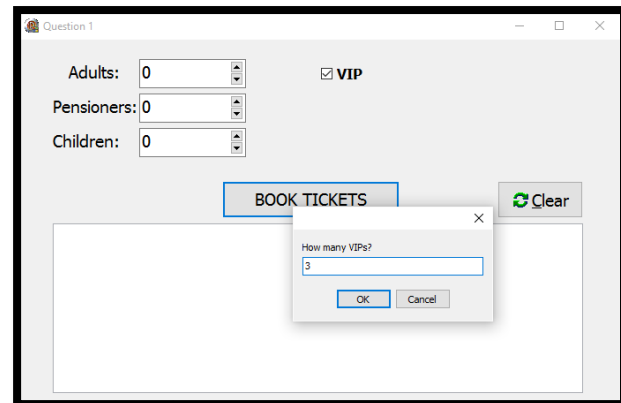 Question 1
Adults: 0
VIP
Pensioners: 0
Children: 0
BOOK TICKETS
Clear
How many VIPs?
3
OK Cancel